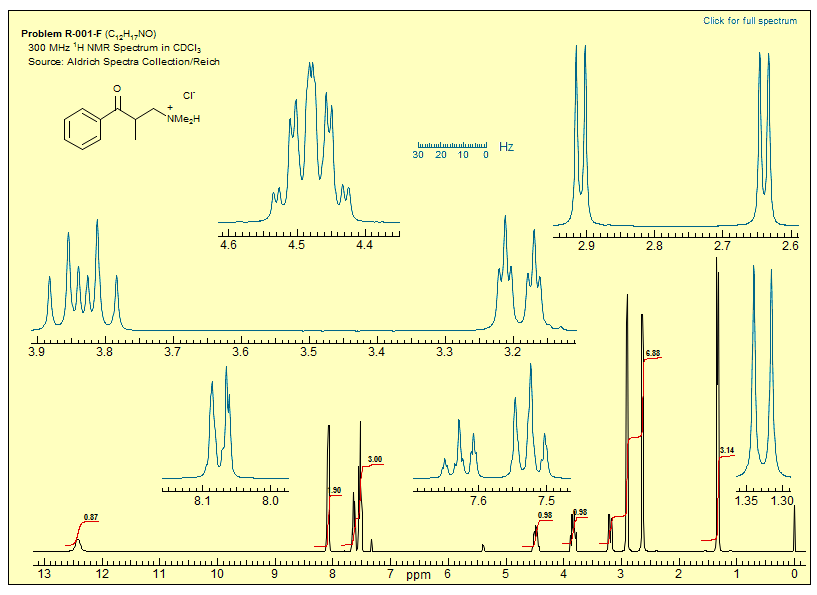 Click for full spectrum
Problem R-001-F (C12H17NO)
300 MHz 1H NMR Spectrum in CDCl3
Source: Aldrich Spectra Collection/Reich
O
Cl-
+
NMe2H
30 20 10 0 Hz
4.6 4.5 4.4
2.9 2.8 2.7 2.6
3.9 3.8 3.7 3.6 3.5 3.4 3.3 3.2
6.88
8.1 8.0
7.6 7.5
1.35 1.30
3.14
3.00
1.90
0.87
0.98
0.98
13 12 11 10 9 8 7 ppm 6 5 4 3 2 1 0